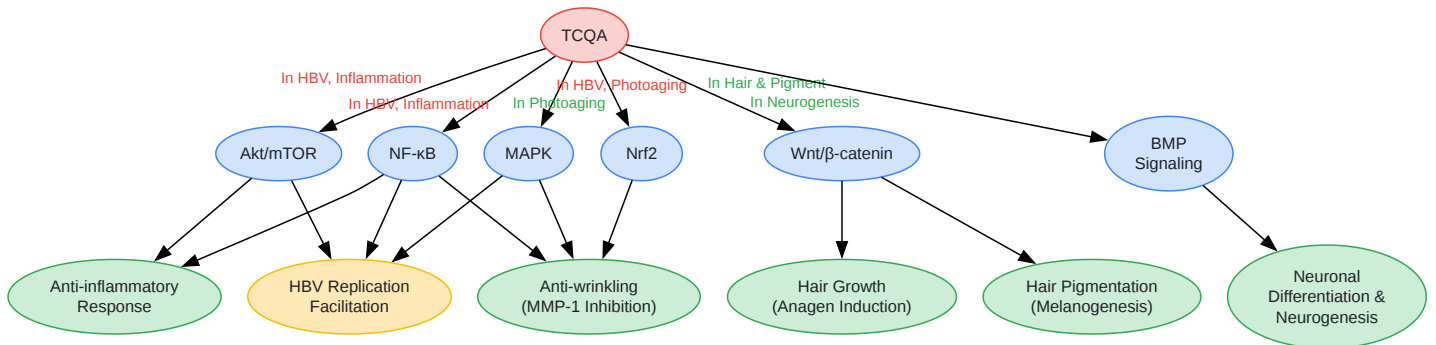 TCQA
In HBV, Inflammation
In HBV, Inflammation
In Photoaging
In HBV, Photoaging
In Hair & Pigment
In Neurogenesis
Akt/mTOR
NF-κB
MAPK
Nrf2
Wnt/β-catenin
BMP
Signaling
Anti-inflammatory
Response
HBV Replication
Facilitation
Anti-wrinkling
(MMP-1 Inhibition)
Hair Growth
(Anagen Induction)
Hair Pigmentation
(Melanogenesis)
Neuronal
Differentiation &
Neurogenesis